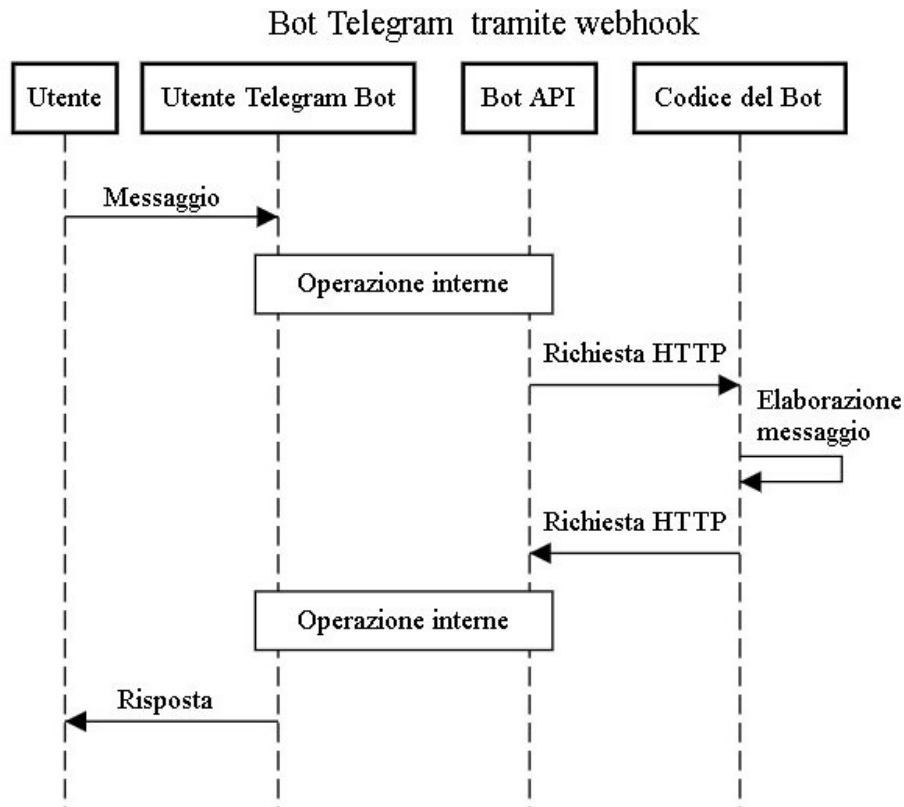 Bot Telegram tramite webhook
Utente
Utente Telegram Bot
Bot API
Codice del Bot
Messaggio
Operazione interne
Richiesta HTTP
Elaborazione
messaggio
Richiesta HTTP
Operazione interne
Risposta